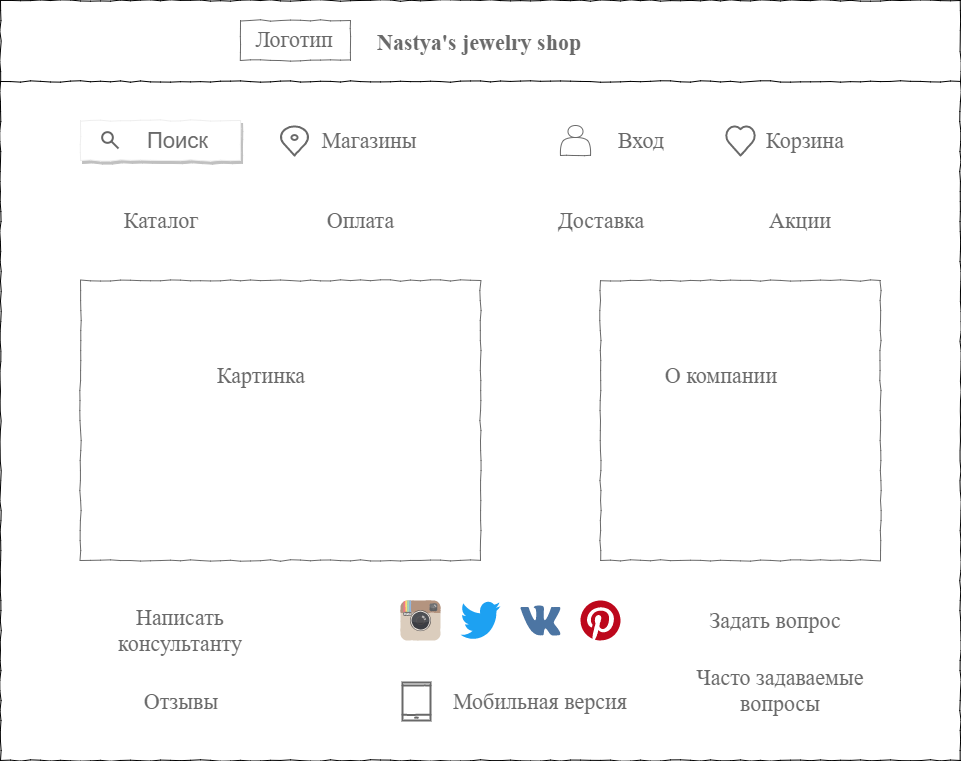 Логотип
Nastya's jewelry shop
Поиск
Магазины
Вход
Корзина
Каталог
Оплата
Доставка
Акции
Картинка
О компании
Написать
консультанту
Задать вопрос
Отзывы
Мобильная версия
Часто задаваемые
вопросы